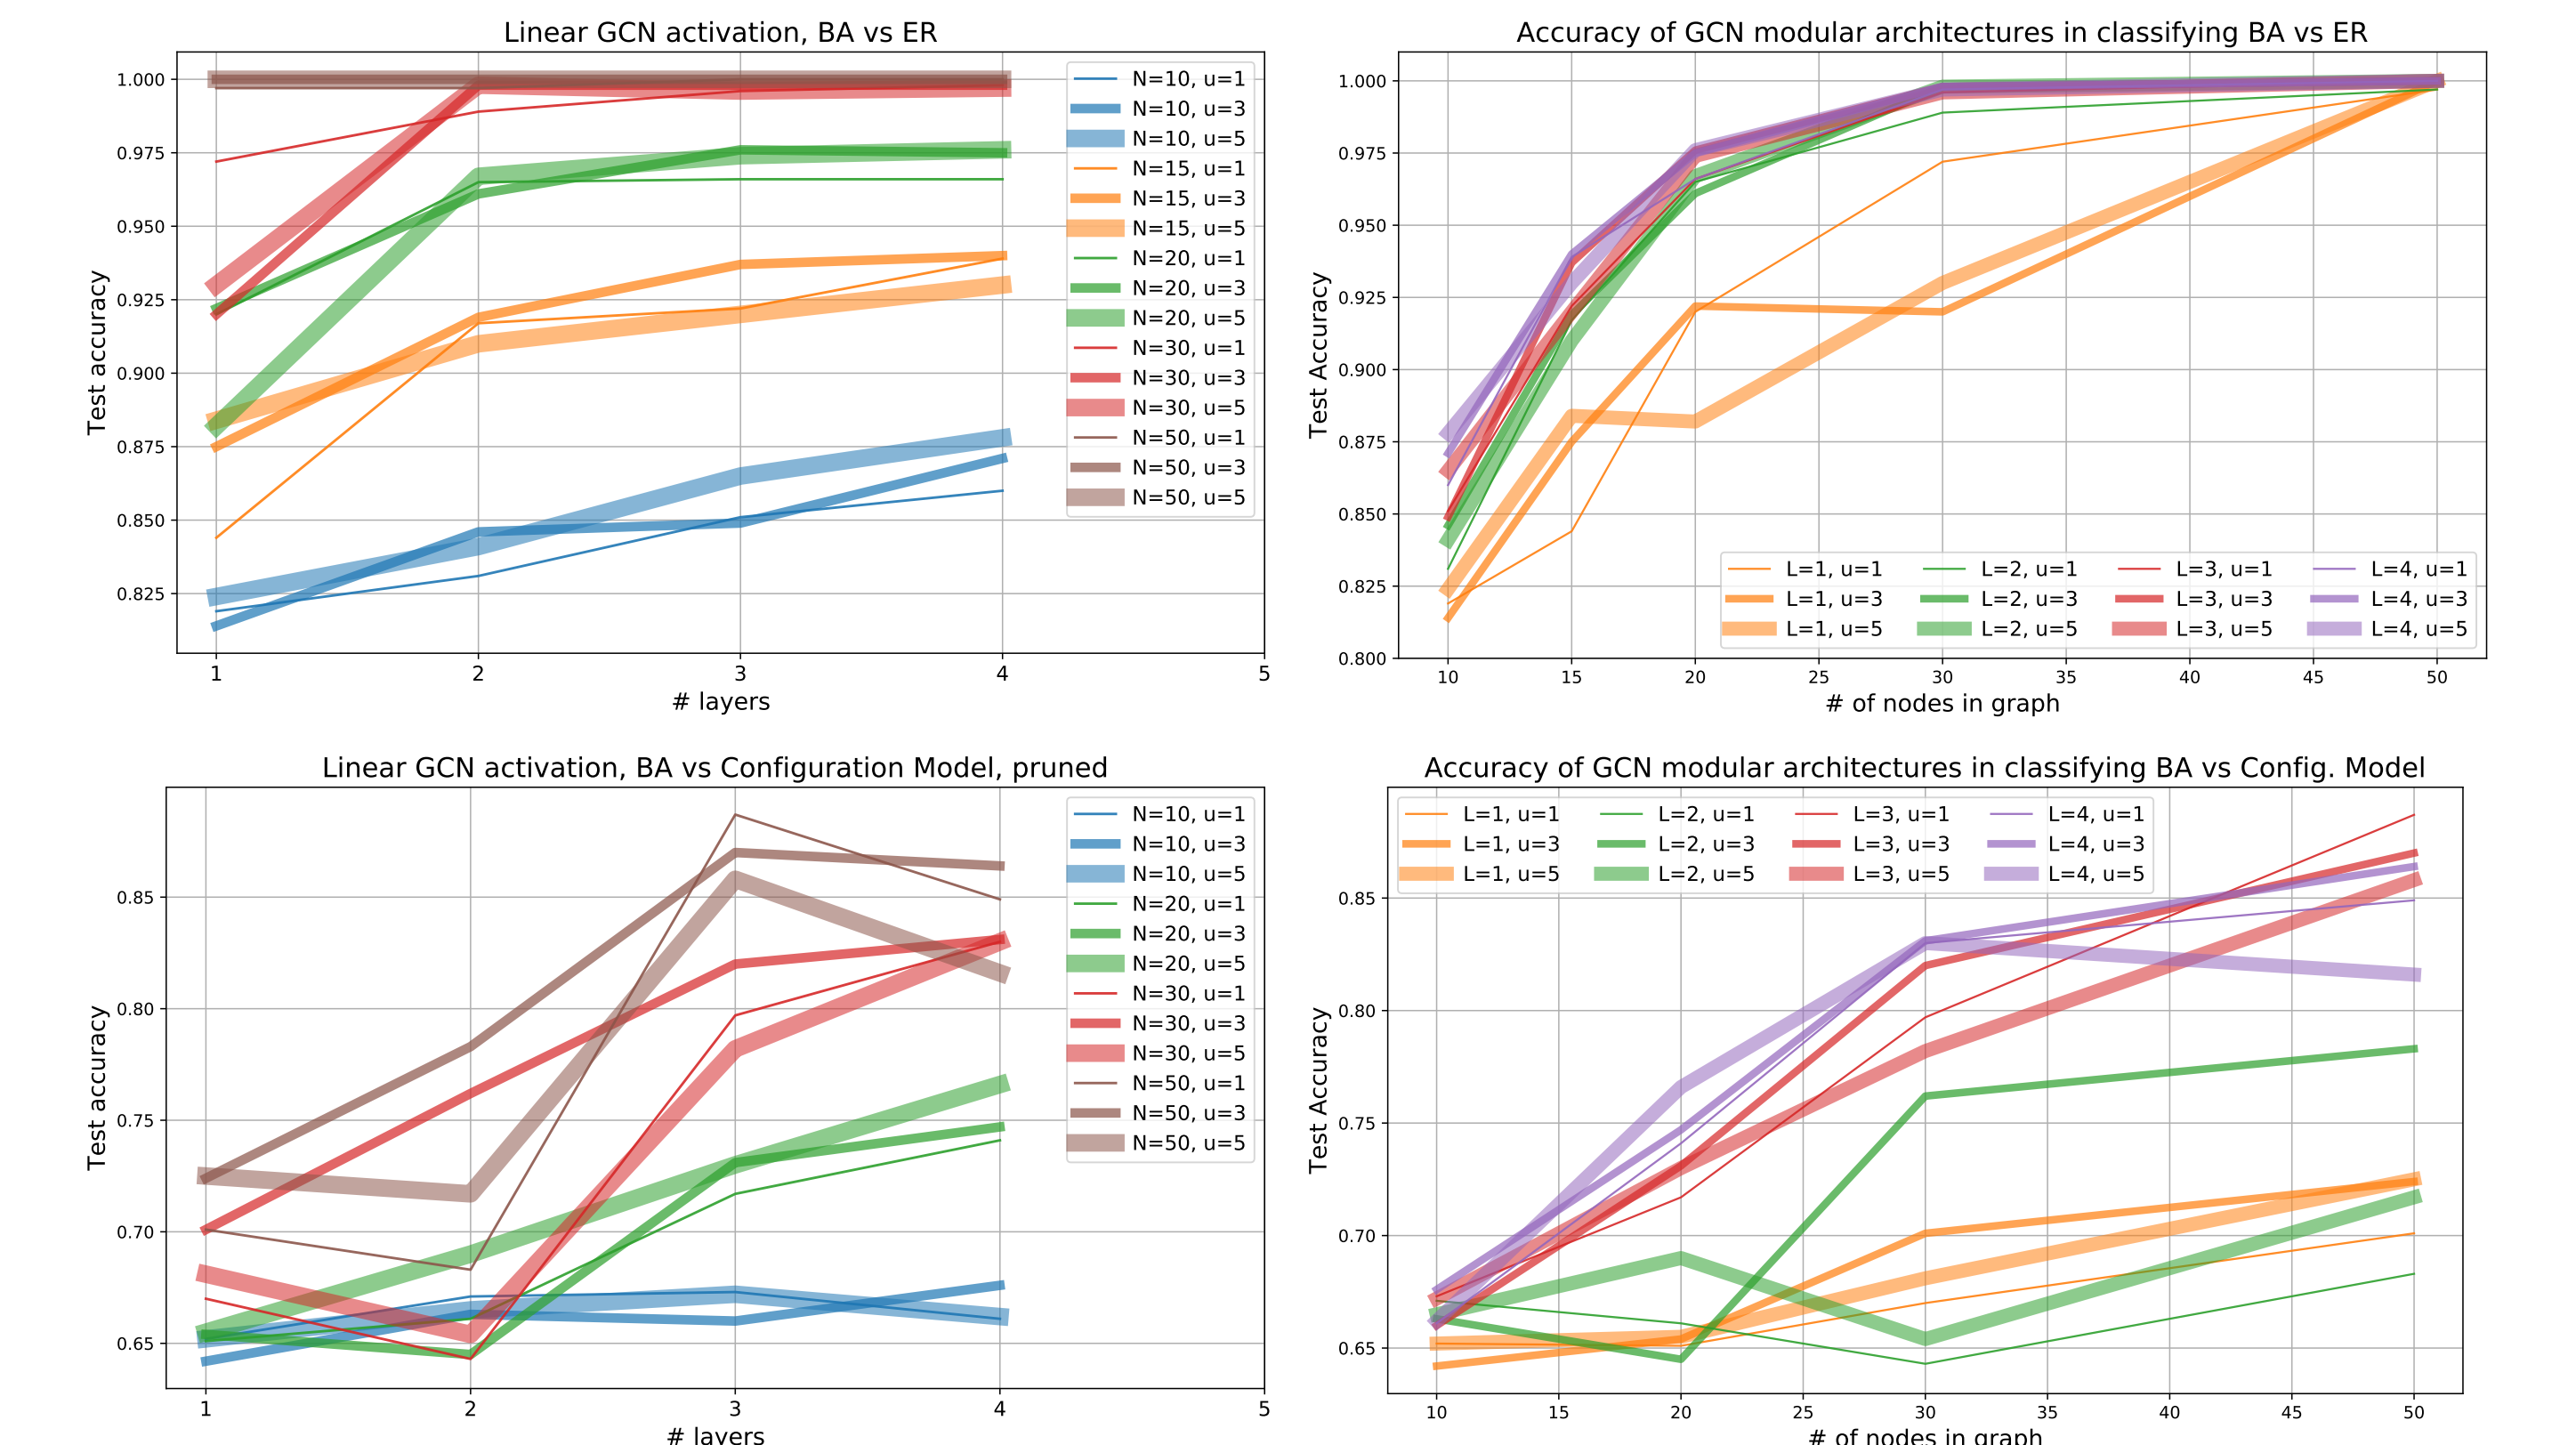 Linear GCN activation, BA vs ER
Test accuracy
1.000
0.975
0.950
0.925
0.900
0.875
0.850
0.825
N=10, u=1
N=10, u=3
N=10, u=5
N=15, u=1
N=15, u=3
N=15, u=5
N=20, u=1
N=20, u=3
N=20, u=5
N=30, u=1
N=30, u=3
N=30, u=5
N=50, u=1
N=50, u=3
N=50, u=5
1 2 3 4 5
# layers
Accuracy of GCN modular architectures in classifying BA vs ER
Test Accuracy
1.000
0.975
0.950
0.925
0.900
0.875
0.850
0.825
0.800
L=1, u=1 L=2, u=1 L=3, u=1 L=4, u=1
L=1, u=3 L=2, u=3 L=3, u=3 L=4, u=3
L=1, u=5 L=2, u=5 L=3, u=5 L=4, u=5
10 15 20 25 30 35 40 45 50
# of nodes in graph
Linear GCN activation, BA vs Configuration Model, pruned
Test accuracy
0.85
0.80
0.75
0.70
0.65
N=10, u=1
N=10, u=3
N=10, u=5
N=20, u=1
N=20, u=3
N=20, u=5
N=30, u=1
N=30, u=3
N=30, u=5
N=50, u=1
N=50, u=3
N=50, u=5
1 2 3 4 5
# layers
Accuracy of GCN modular architectures in classifying BA vs Config. Model
Test Accuracy
L=1, u=1 L=2, u=1 L=3, u=1 L=4, u=1
L=1, u=3 L=2, u=3 L=3, u=3 L=4, u=3
L=1, u=5 L=2, u=5 L=3, u=5 L=4, u=5
0.85
0.80
0.75
0.70
0.65
10 15 20 25 30 35 40 45 50
# of nodes in graph